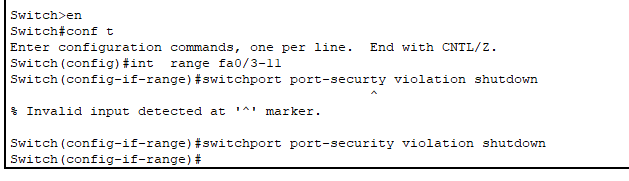 Switch>en
Switch#conf t
Enter configuration commands, one per line.  End with CNTL/Z.
Switch(config)#int  range fa0/3-11
Switch(config-if-range)#switchport port-securty violation shutdown
^
% Invalid input detected at '^' marker.
Switch(config-if-range)#switchport port-security violation shutdown
Switch(config-if-range)#